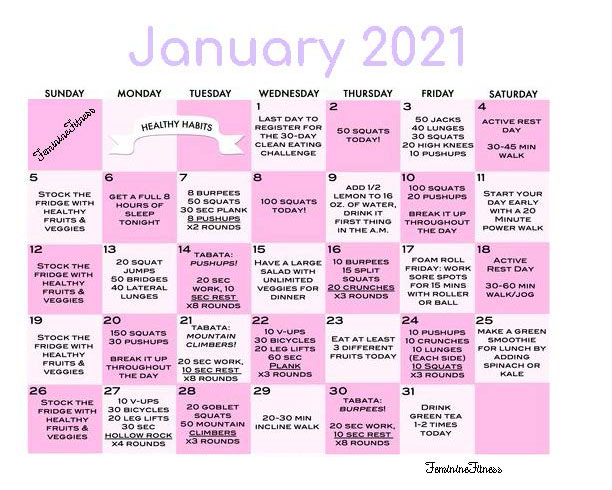 January 2021
SUNDAY MONDAY TUESDAY WEDNESDAY THURSDAY FRIDAY SATURDAY
FeminineFitness
HEALTHY HABITS
1
LAST DAY TO
REGISTER FOR
THE 30-DAY
CLEAN EATING
CHALLENGE
2
50 SQUATS
TODAY!
3
50 JACKS
40 LUNGES
30 SQUATS
20 HIGH KNEES
10 PUSHUPS
4
ACTIVE REST
DAY
30-45 MIN
WALK
5
STOCK THE
FRIDGE WITH
HEALTHY
FRUITS &
VEGGIES
6
GET A FULL 8
HOURS OF
SLEEP
TONIGHT
7
8 BURPEES
50 SQUATS
30 SEC PLANK
8 PUSHUPS
X2 ROUNDS
8
100 SQUATS
TODAY!
9
ADD 1/2
LEMON TO 16
OZ. OF WATER,
DRINK IT
FIRST THING
IN THE A.M.
10
100 SQUATS
20 PUSHUPS
BREAK IT UP
THROUGHOUT
THE DAY
11
START YOUR
DAY EARLY
WITH A 20
MINUTE
POWER WALK
12
STOCK THE
FRIDGE WITH
HEALTHY
FRUITS &
VEGGIES
13
20 SQUAT
JUMPS
50 BRIDGES
40 LATERAL
LUNGES
14
TABATA:
PUSHUPS!
20 SEC
WORK, 10
SEC REST
X8 ROUNDS
15
HAVE A LARGE
SALAD WITH
UNLIMITED
VEGGIES FOR
DINNER
16
10 BURPEES
15 SPLIT
SQUATS
20 CRUNCHES
X3 ROUNDS
17
FOAM ROLL
FRIDAY: WORK
SORE SPOTS
FOR 15 MINS
WITH ROLLER
OR BALL
18
ACTIVE
REST DAY
30-60 MIN
WALK/JOG
19
STOCK THE
FRIDGE WITH
HEALTHY
FRUITS &
VEGGIES
20
150 SQUATS
30 PUSHUPS
BREAK IT UP
THROUGHOUT
THE DAY
21
TABATA:
MOUNTAIN
CLIMBERS!
20 SEC WORK,
10 SEC REST
X8 ROUNDS
22
10 V-UPS
30 BICYCLES
20 LEG LIFTS
60 SEC
PLANK
X3 ROUNDS
23
EAT AT LEAST
3 DIFFERENT
FRUITS TODAY
24
10 PUSHUPS
10 CRUNCHES
10 LUNGES
(EACH SIDE)
10 SQUATS
X3 ROUNDS
25
MAKE A GREEN
SMOOTHIE
FOR LUNCH BY
ADDING
SPINACH OR
KALE
26
STOCK THE
FRIDGE WITH
HEALTHY
FRUITS &
VEGGIES
27
10 V-UPS
30 BICYCLES
20 LEG LIFTS
30 SEC
HOLLOW ROCK
X4 ROUNDS
28
20 GOBLET
SQUATS
50 MOUNTAIN
CLIMBERS
X3 ROUNDS
29
20-30 MIN
INCLINE WALK
30
TABATA:
BURPEES!
20 SEC WORK,
10 SEC REST
X8 ROUNDS
31
DRINK
GREEN TEA
1-2 TIMES
TODAY
FeminineFitness